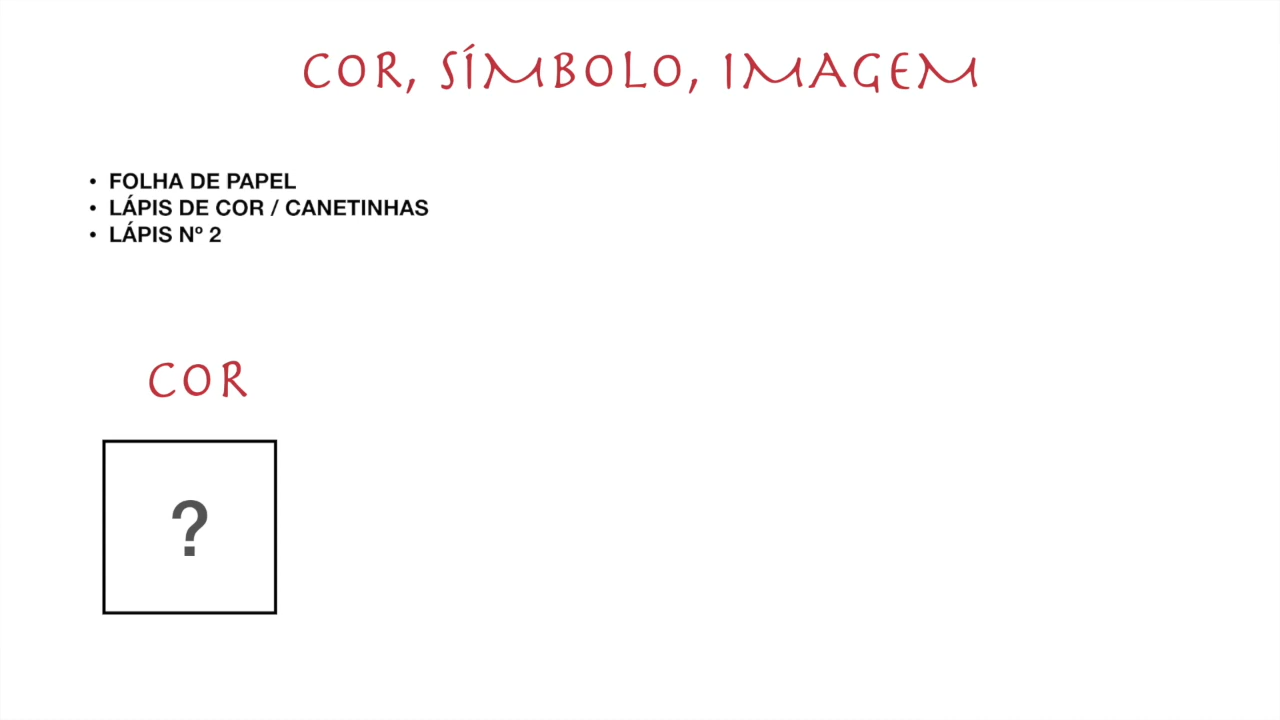 COR, SÍMBOLO, IMAGEM
• FOLHA DE PAPEL
• LÁPIS DE COR / CANETINHAS
• LÁPIS Nº 2
COR
?